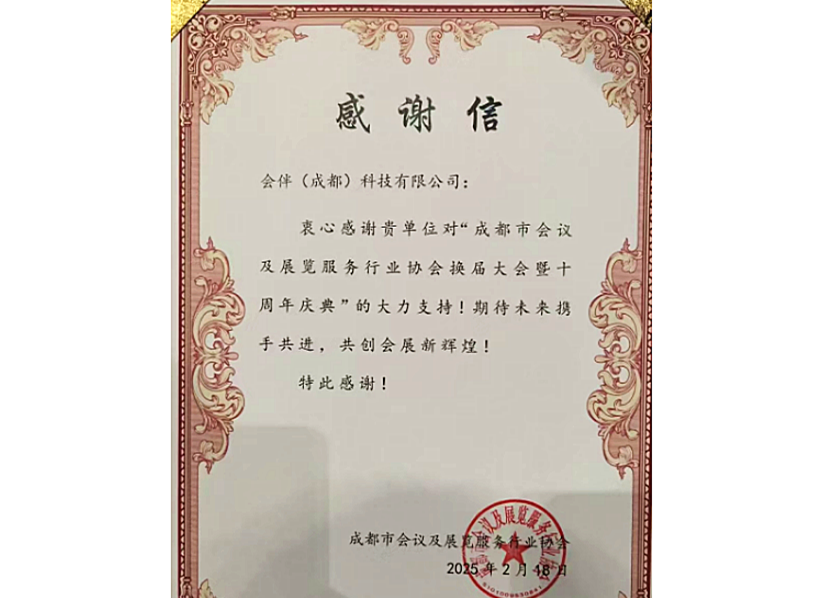 感谢信
会伴（成都）科技有限公司：
衷心感谢贵单位对“成都市会议
及展览服务行业协会换届大会暨十
周年庆典”的大力支持！期待未来携
手共进，共创会展新辉煌！
特此感谢！
成都市会议及展览服务行业协会
2025年2月18日